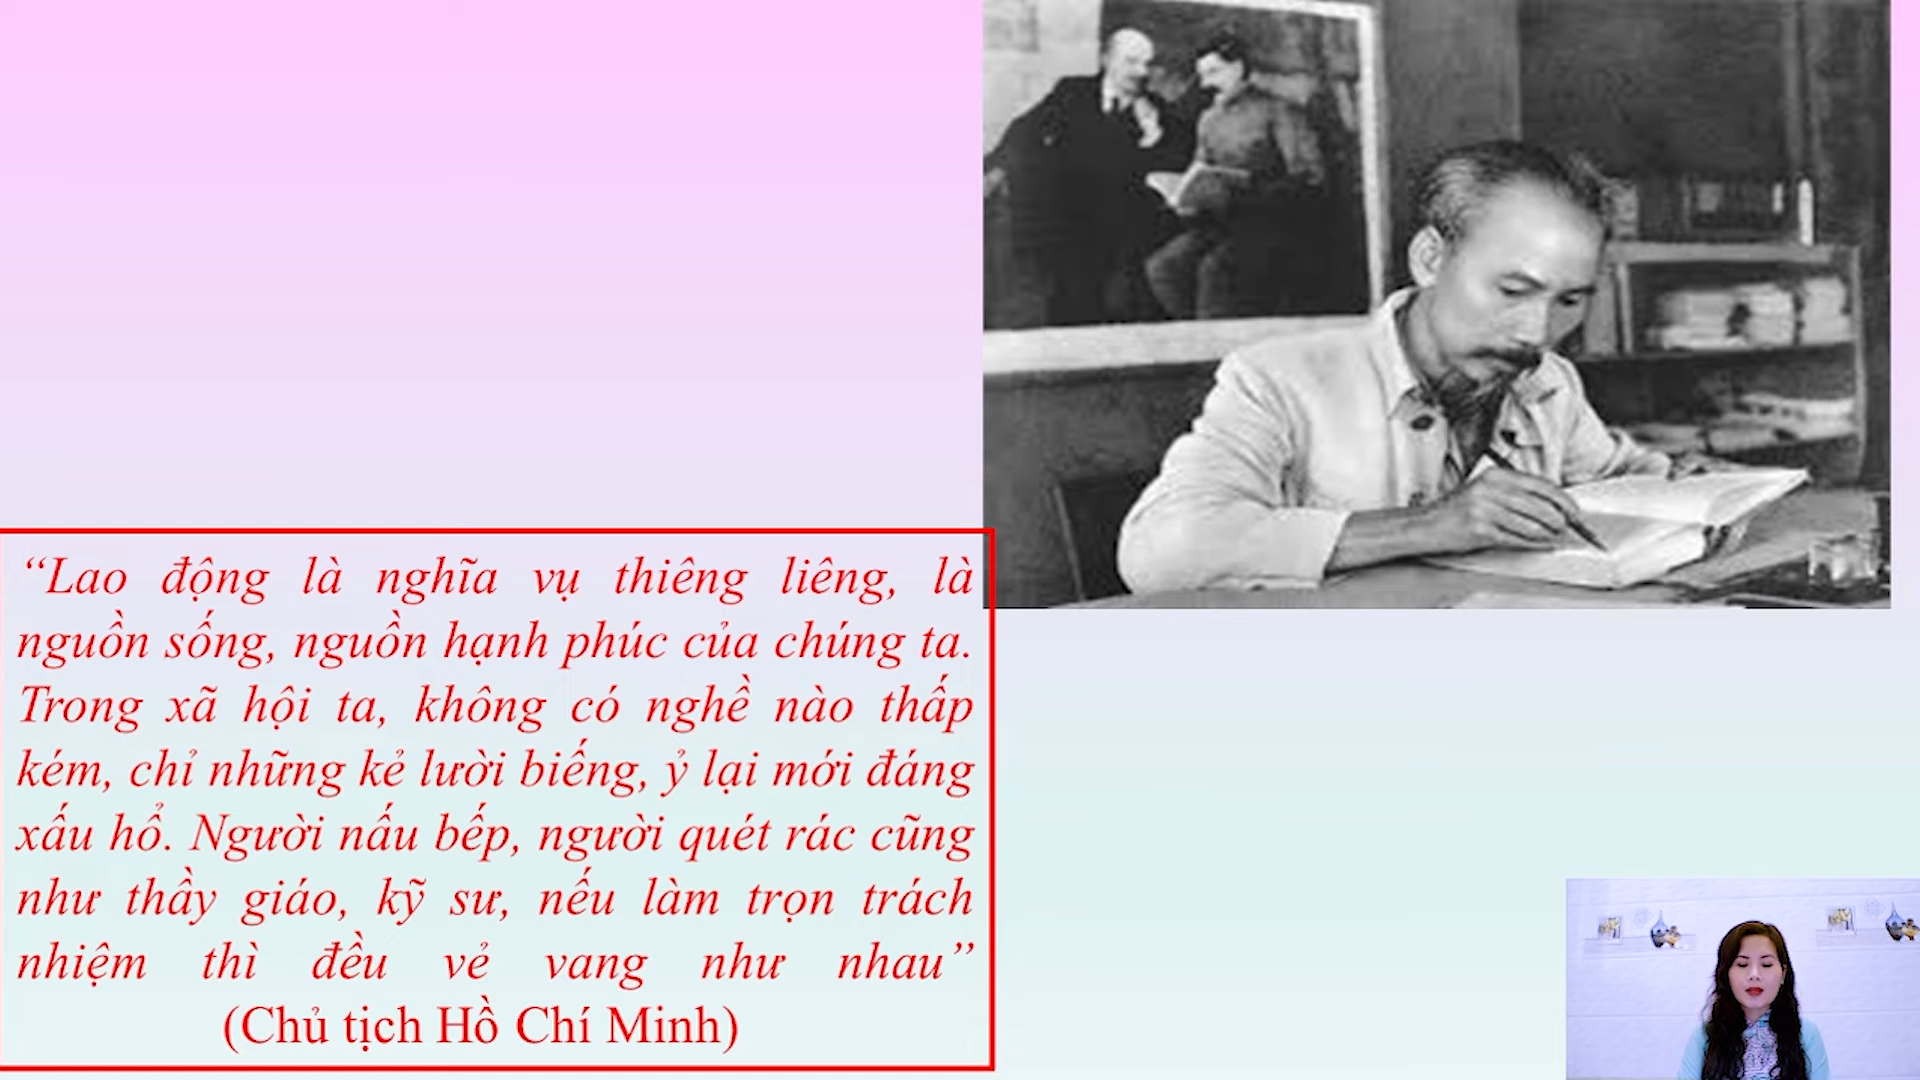 “Lao động là nghĩa vụ thiêng liêng, là
nguồn sống, nguồn hạnh phúc của chúng ta.
Trong xã hội ta, không có nghề nào thấp
kém, chỉ những kẻ lười biếng, ỷ lại mới đáng
xấu hổ. Người nấu bếp, người quét rác cũng
như thầy giáo, kỹ sư, nếu làm trọn trách
nhiệm thì đều vẻ vang như nhau”
(Chủ tịch Hồ Chí Minh)